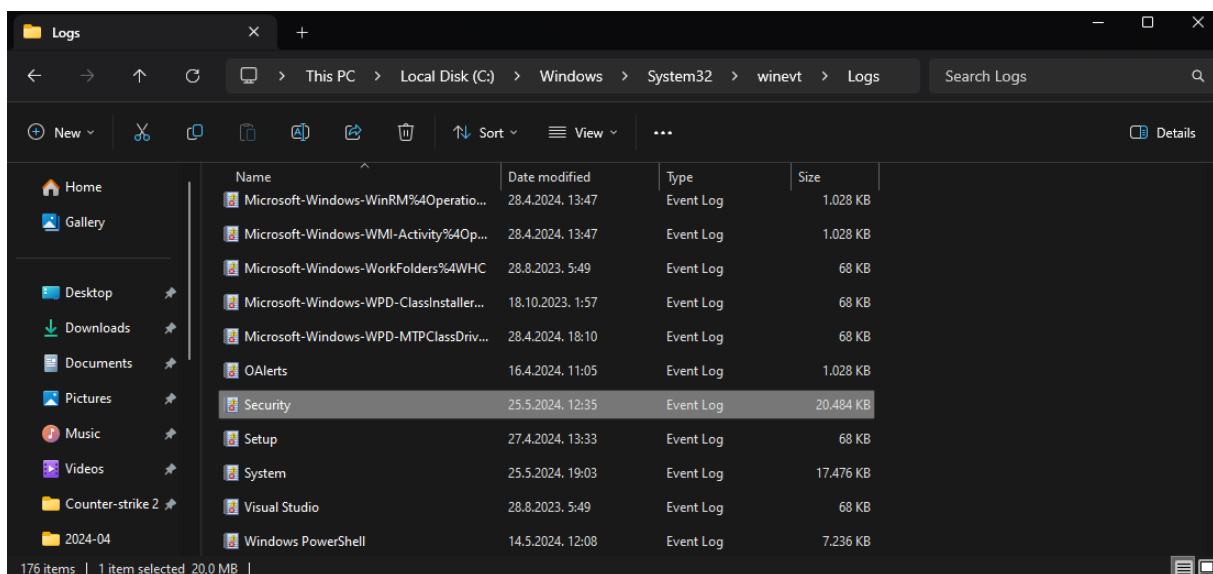 Logs
This PC > Local Disk (C:) > Windows > System32 > winevt > Logs
Search Logs
New
Sort
View
Details
Home
Gallery
Desktop
Downloads
Documents
Pictures
Music
Videos
Counter-strike 2
2024-04
Name Date modified Type Size
Microsoft-Windows-WinRM%4Operatio... 28.4.2024. 13:47 Event Log 1.028 KB
Microsoft-Windows-WMI-Activity%4Op... 28.4.2024. 13:47 Event Log 1.028 KB
Microsoft-Windows-WorkFolders%4WHC 28.8.2023. 5:49 Event Log 68 KB
Microsoft-Windows-WPD-ClassInstaller... 18.10.2023. 1:57 Event Log 68 KB
Microsoft-Windows-WPD-MTPClassDriv... 28.4.2024. 18:10 Event Log 68 KB
OAlerts 16.4.2024. 11:05 Event Log 1.028 KB
Security 25.5.2024. 12:35 Event Log 20.484 KB
Setup 27.4.2024. 13:33 Event Log 68 KB
System 25.5.2024. 19:03 Event Log 17.476 KB
Visual Studio 28.8.2023. 5:49 Event Log 68 KB
Windows PowerShell 14.5.2024. 12:08 Event Log 7.236 KB
176 items | 1 item selected 20,0 MB |